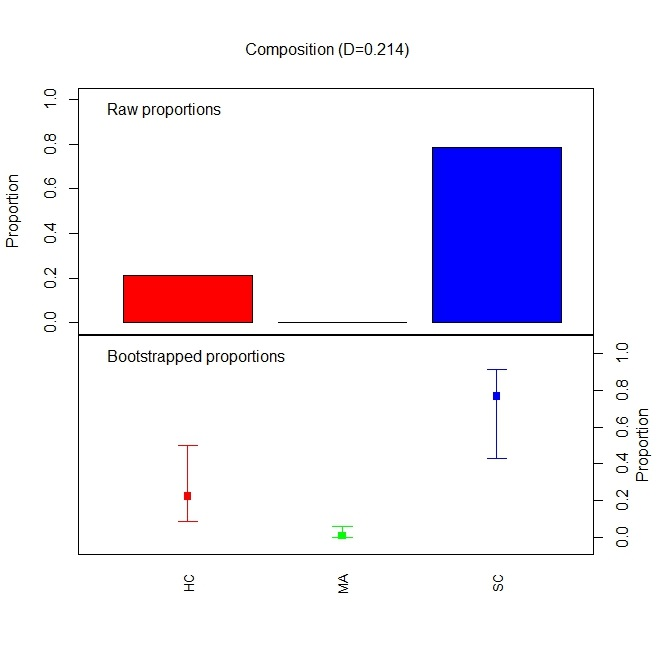 Composition (D=0.214)
Raw proportions
Proportion
1.0
0.8
0.6
0.4
0.2
0.0
Bootstrapped proportions
1.0
0.8
0.6
0.4
0.2
0.0
Proportion
HC
MA
SC